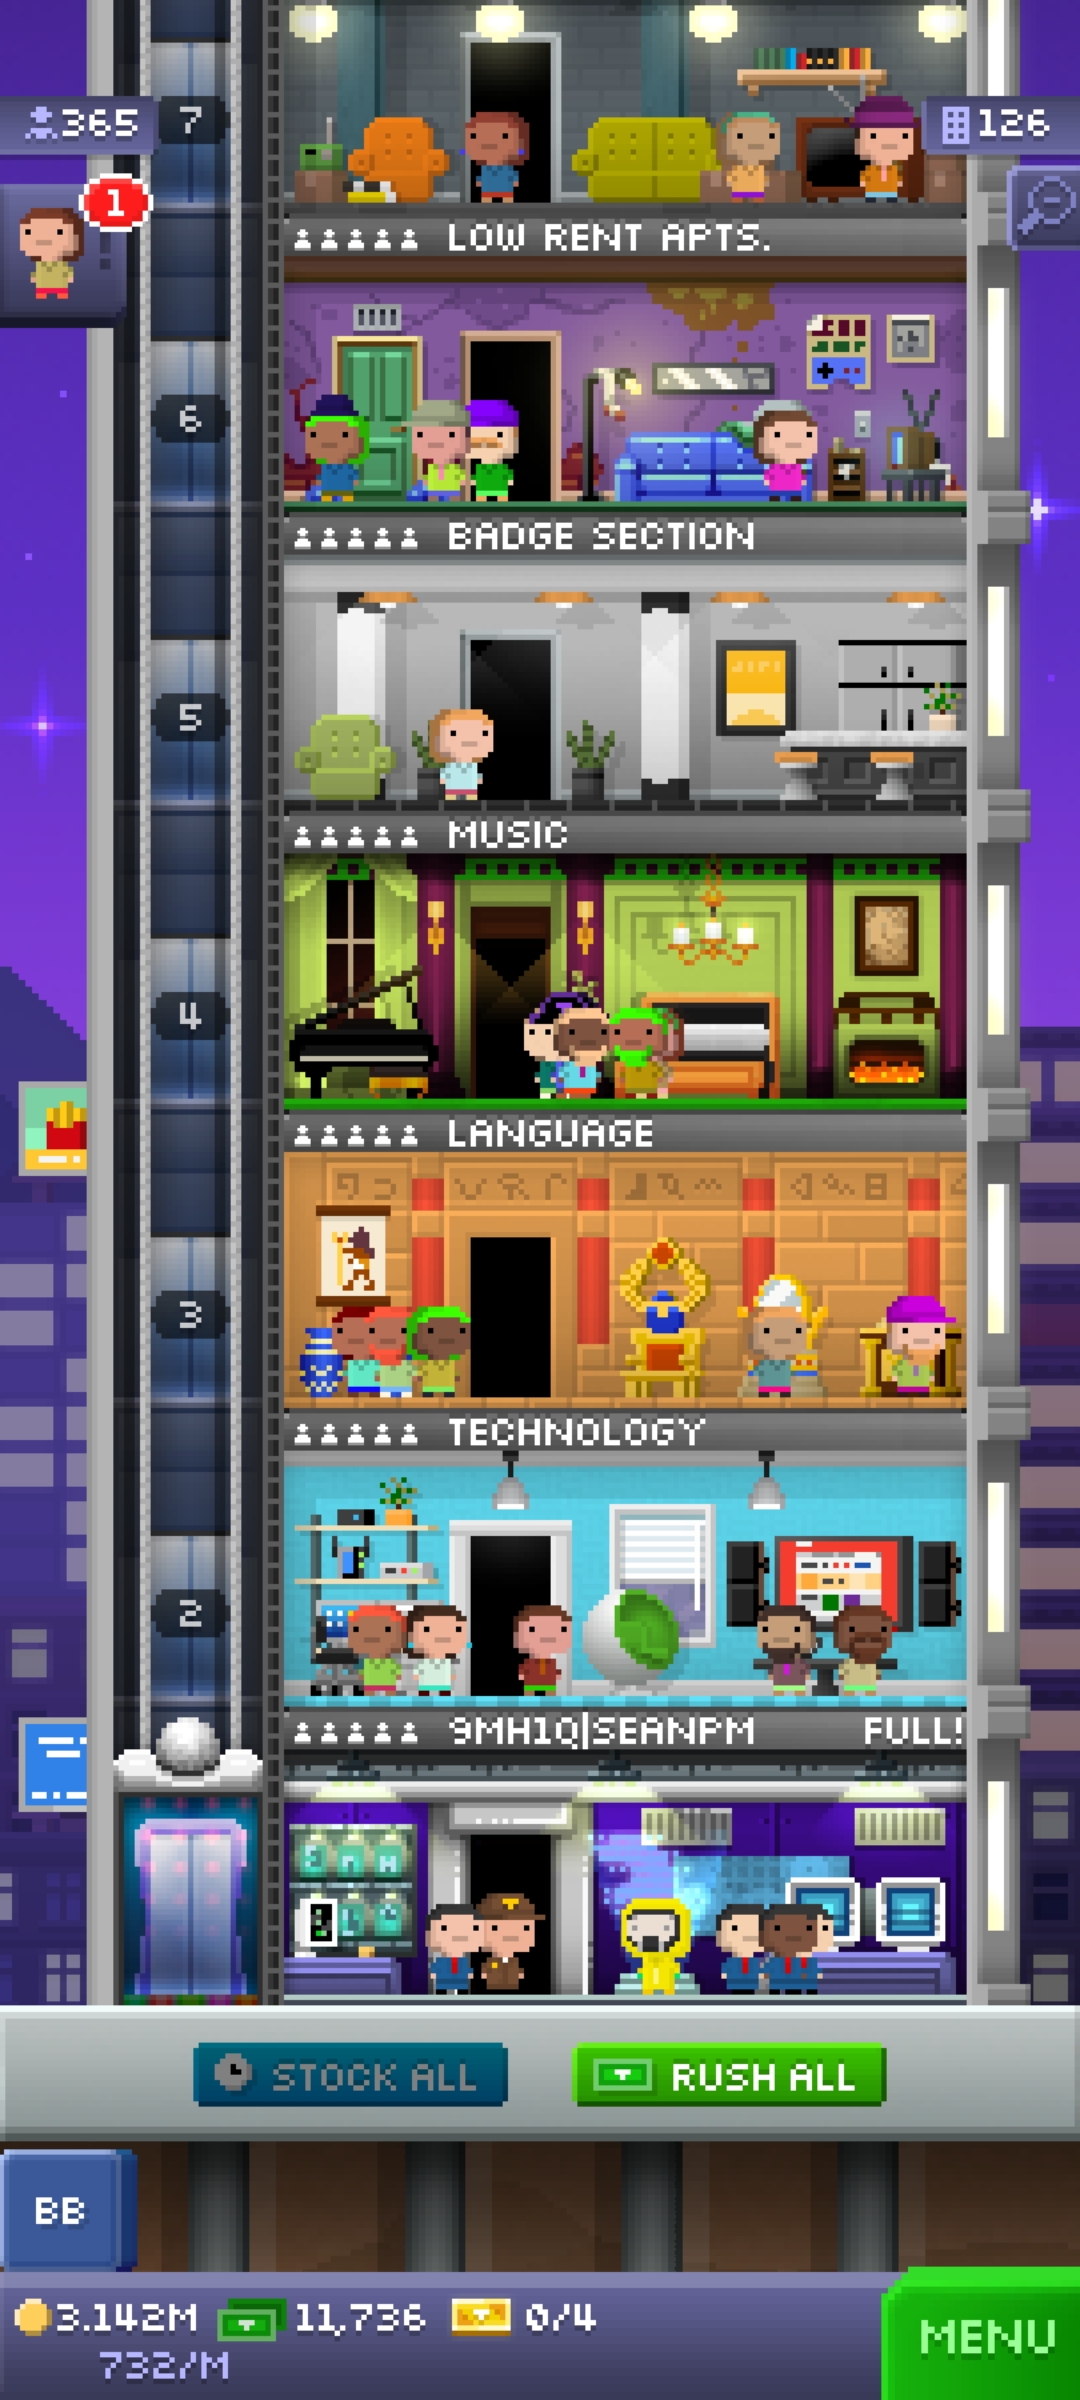 365
7
126
1
LOW RENT APTS.
6
BADGE SECTION
5
MUSIC
4
LANGUAGE
3
TECHNOLOGY
2
9MH1Q|SEANPM FULL!
STOCK ALL
RUSH ALL
BB
3.142M 11,736 0/4
732/M
MENU